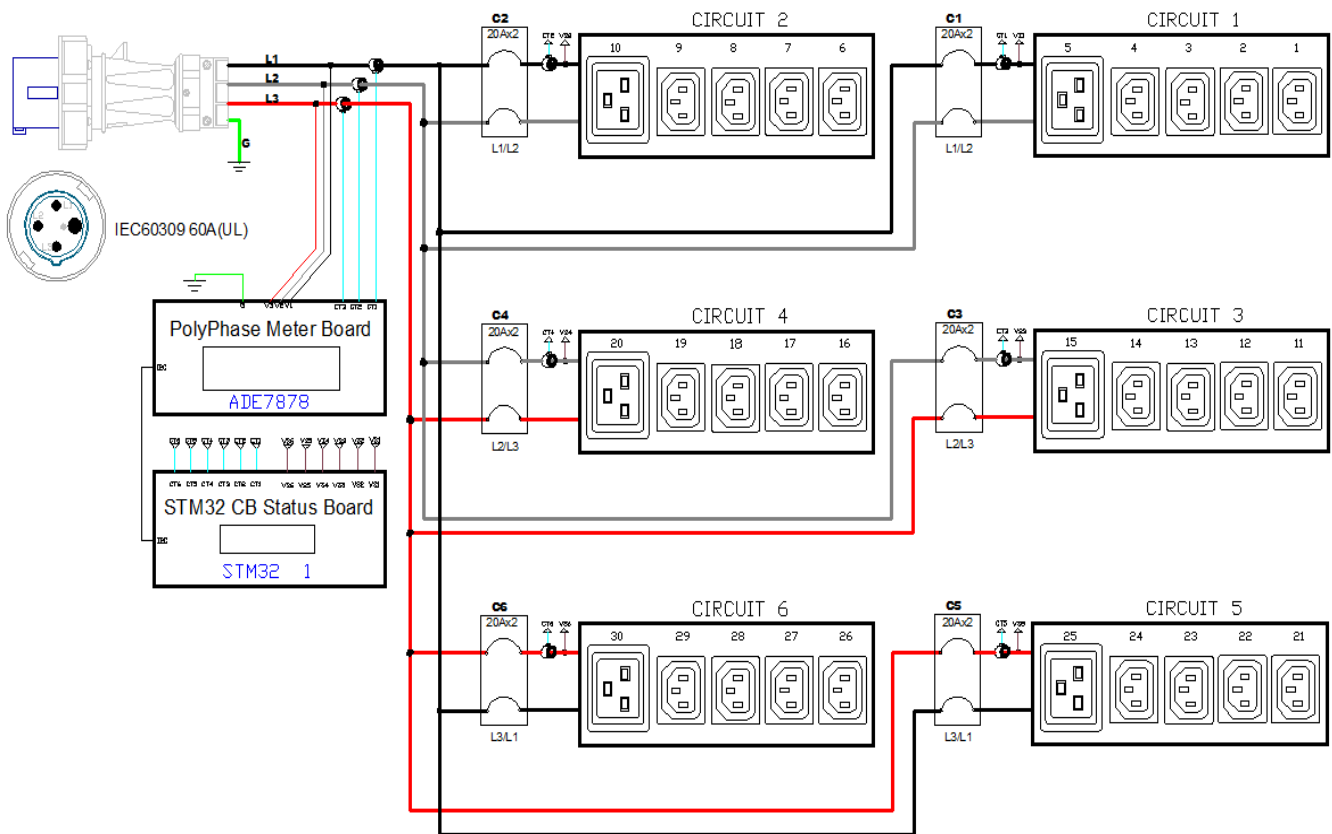 C2
20Ax2
CIRCUIT 2
10 9 8 7 6
L1/L2
C1
20Ax2
CIRCUIT 1
5 4 3 2 1
L1/L2
L1
L2
L3
G
IEC60309 60A(UL)
PolyPhase Meter Board
ADE7878
C4
20Ax2
CT4 VS4
CIRCUIT 4
20 19 18 17 16
L2/L3
C3
20Ax2
CIRCUIT 3
15 14 13 12 11
L2/L3
STM32 CB Status Board
STM32 1
C6
20Ax2
CIRCUIT 6
30 29 28 27 26
L3/L1
C5
20Ax2
CIRCUIT 5
25 24 23 22 21
L3/L1